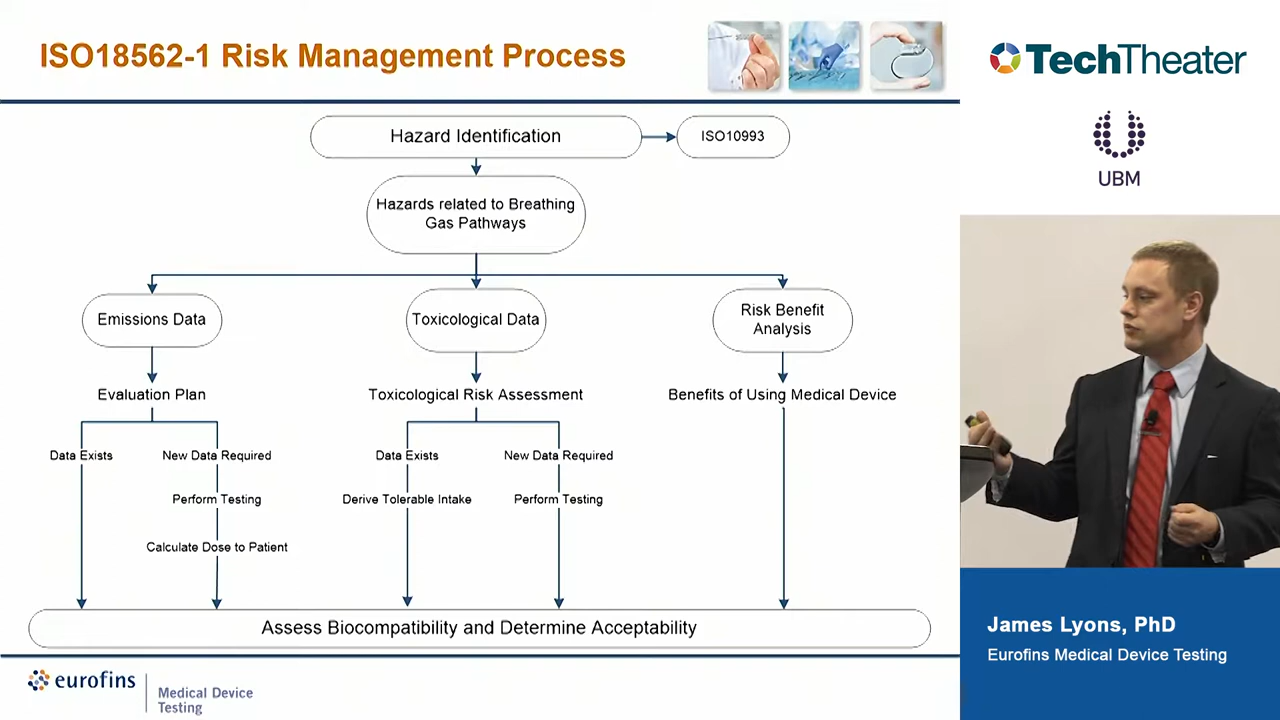 ISO18562-1 Risk Management Process
TechTheater
UBM
Hazard Identification
ISO10993
Hazards related to Breathing
Gas Pathways
Emissions Data
Toxicological Data
Risk Benefit
Analysis
Evaluation Plan
Toxicological Risk Assessment
Benefits of Using Medical Device
Data Exists
New Data Required
Data Exists
New Data Required
Perform Testing
Derive Tolerable Intake
Perform Testing
Calculate Dose to Patient
Assess Biocompatibility and Determine Acceptability
James Lyons, PhD
Eurofins Medical Device Testing
eurofins
Medical Device
Testing